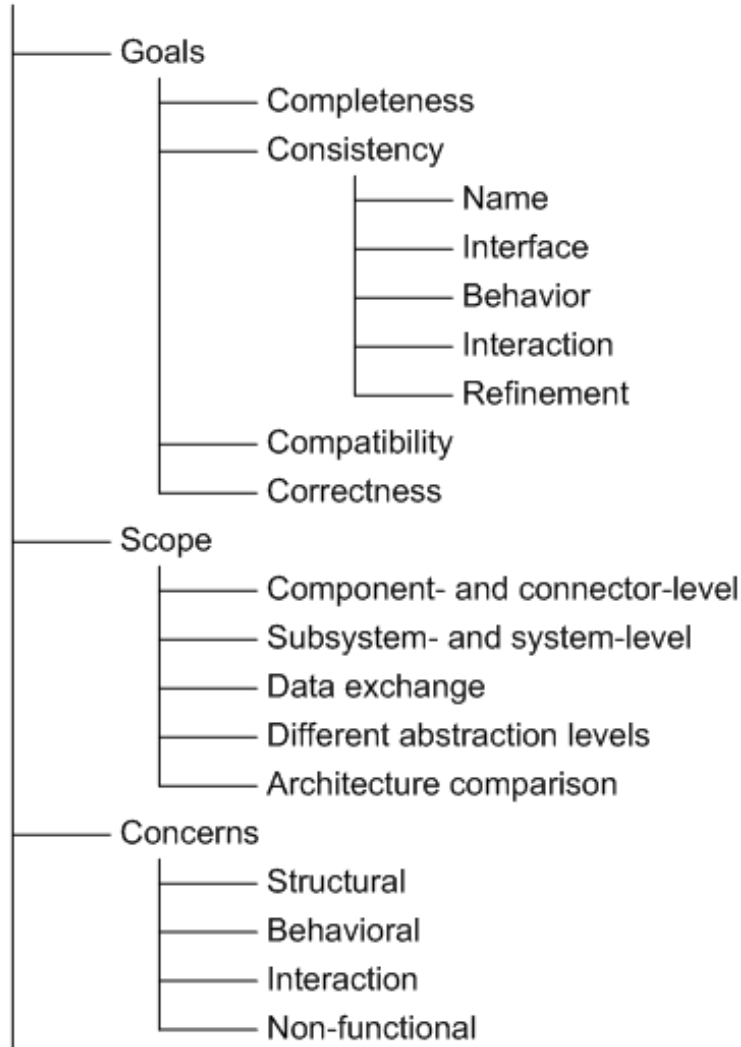 Goals
Completeness
Consistency
Name
Interface
Behavior
Interaction
Refinement
Compatibility
Correctness
Scope
Component- and connector-level
Subsystem- and system-level
Data exchange
Different abstraction levels
Architecture comparison
Concerns
Structural
Behavioral
Interaction
Non-functional